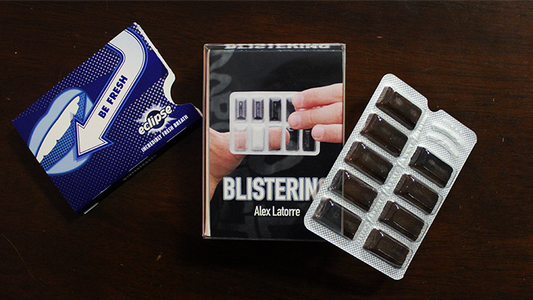 BE FRESH
eclipse
INCREDIBLY FRESH BREATH
BLISTERING
BLISTERING
Alex Latorre